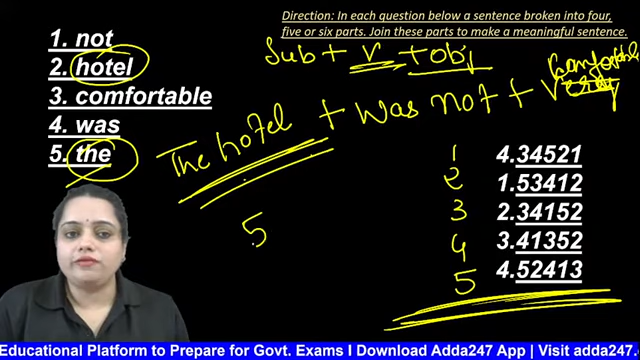 Direction: In each question below a sentence broken into four,
five or six parts. Join these parts to make a meaningful sentence.
1. not
2. hotel
3. comfortable
4. was
5. the
Sub + v + obj
The hotel + was not + comfortable
5
1 4.34521
2 1.53412
3 2.34152
4 3.41352
5 4.52413
Educational Platform to Prepare for Govt. Exams I Download Adda247 App | Visit adda247.